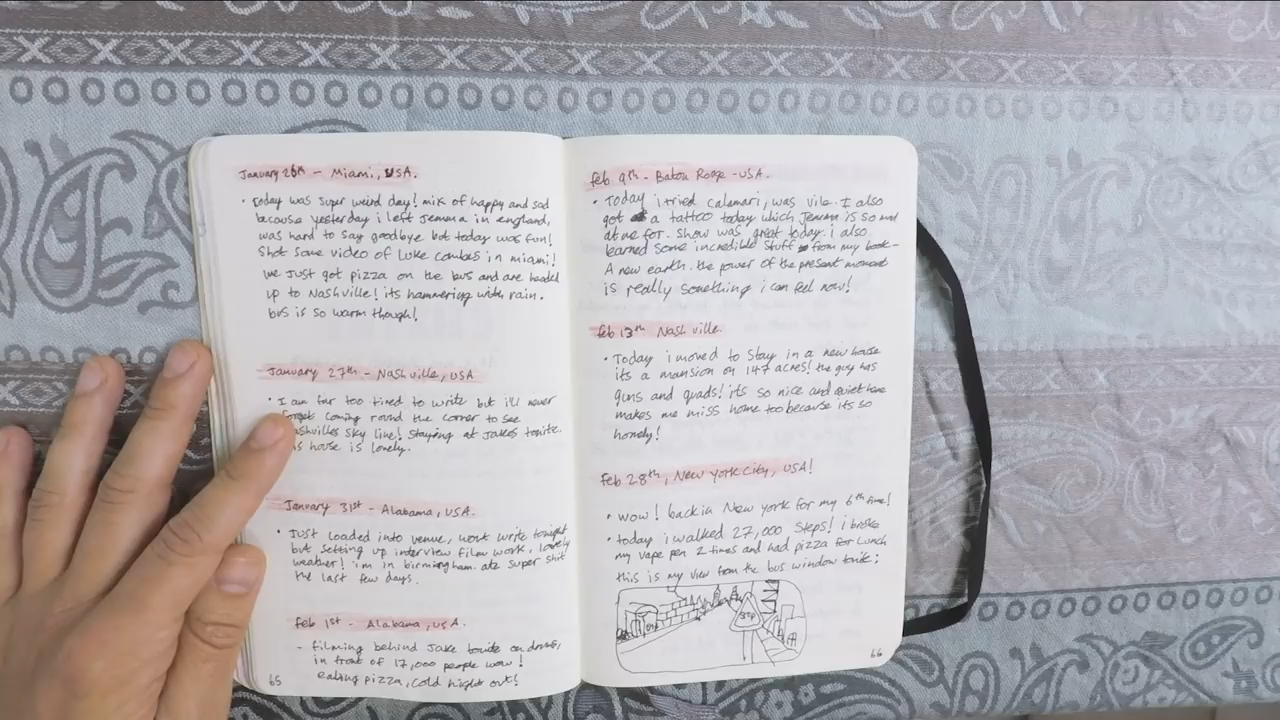 January 26th - Miami, USA.
• Today was super weird day! mix of happy and sad
because yesterday i left Jemma in england,
was hard to say goodbye but today was fun!
Shot some video of Luke Combes in miami!
we just got pizza on the bus and are headed
up to Nashville! its hammering with rain.
bus is so warm though!
January 27th - Nashville, USA
• I am far too tired to write but i'll never
forget coming round the corner to see
ashvilles sky line! Staying at Jakes tonite.
s house is lovely.
January 31st - Alabama, USA.
• Just loaded into venue, wont write tonight
but setting up interview film work, lovely
weather! i'm in birmingham. ate super shit
the last few days.
feb 1st - Alabama, USA.
- filming behind Jake tonite on drums,
in front of 17,000 people wow!
eating pizza, cold night out!
65
feb 9th - Baton Roge - USA.
• Today i tried calamari, was vile. I also
got a tattoo today which Jemma is so mad
at me for. Show was great today. i also
learned some incredible stuff from my book -
A new earth. the power of the present moment
is really something i can feel now!
feb 13th Nashville.
• Today i moved to stay in a new house
its a mansion on 147 acres! the guy has
guns and quads! its so nice and quiet here
makes me miss home too because its so
homely!
Feb 28th, New York City, USA!
• wow! back in New York for my 6th time!
• today i walked 27,000 steps! i broke
my vape pen 2 times and had pizza for lunch
this is my view from the bus window tonite:
66